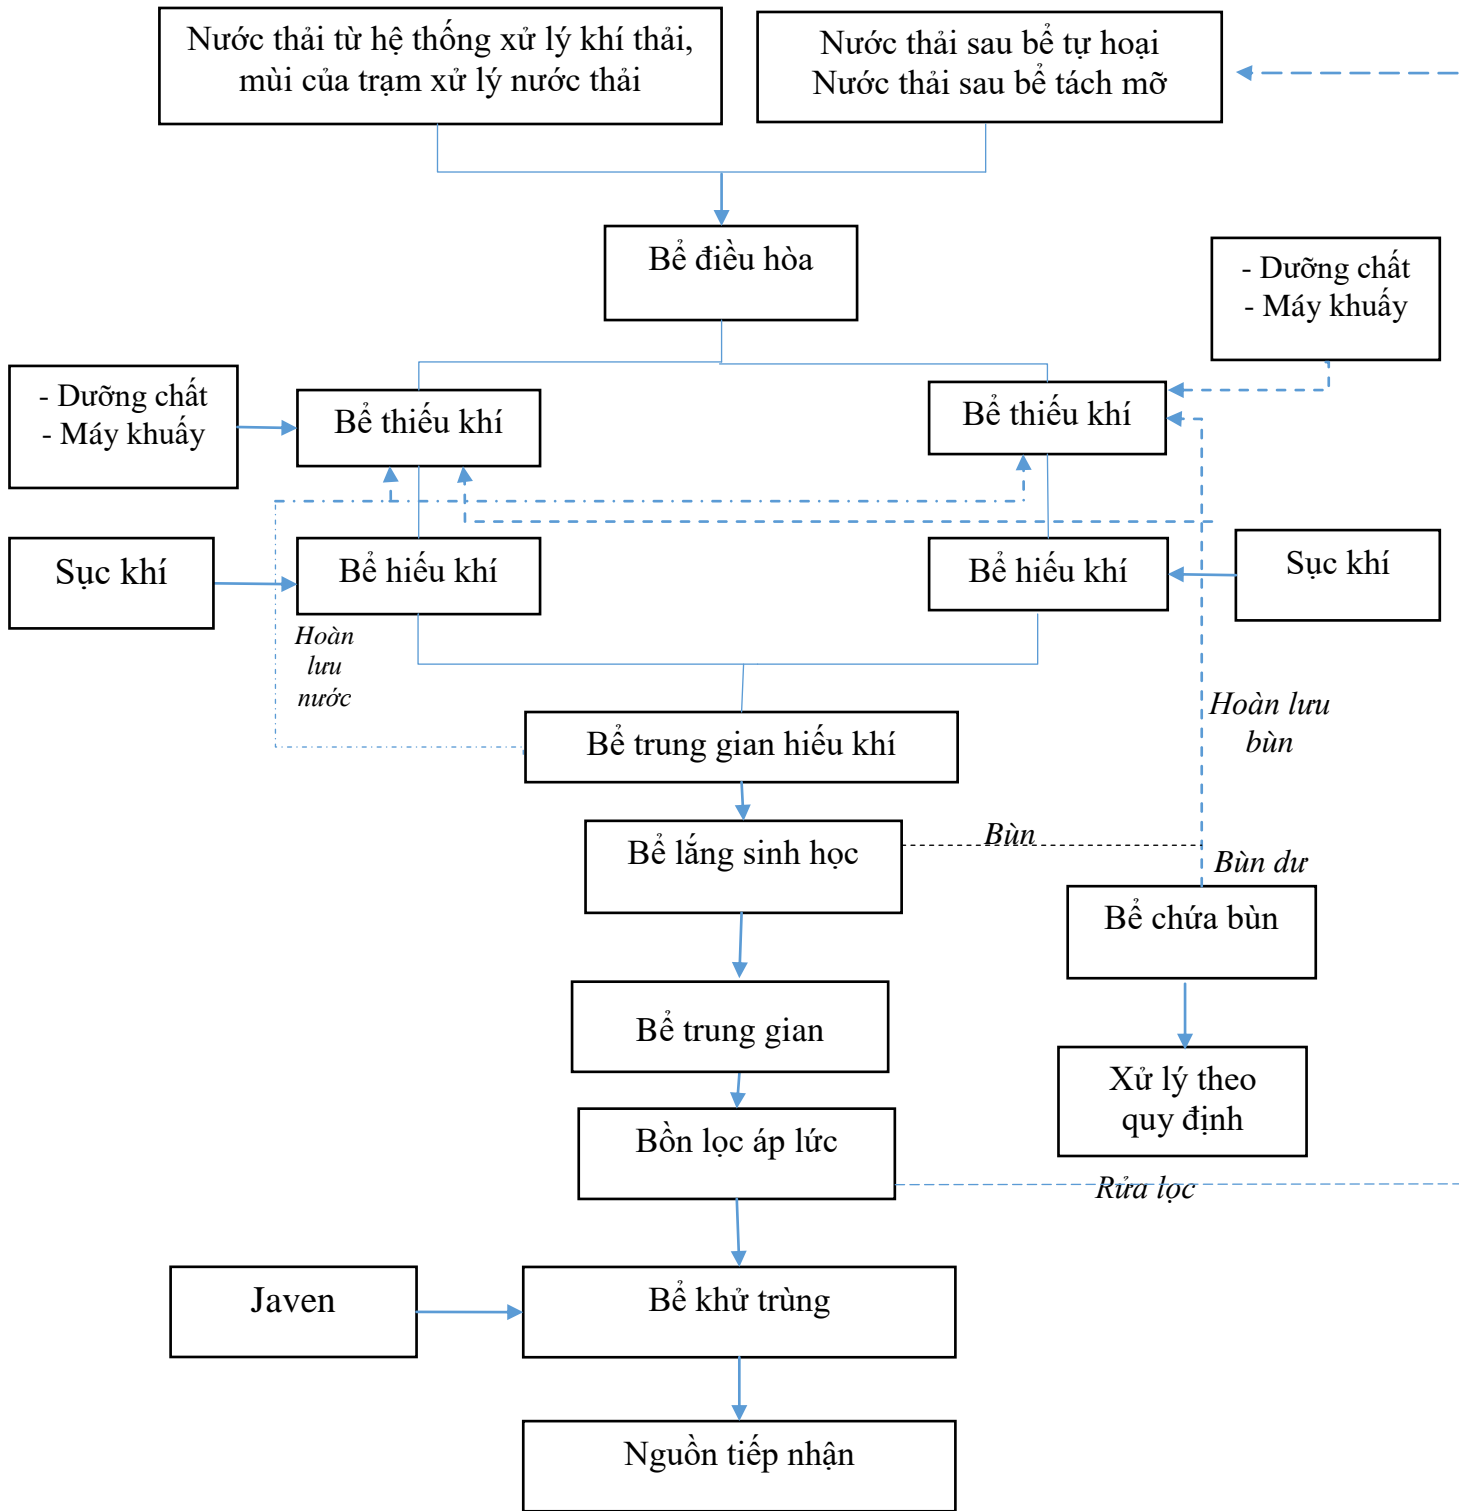 Nước thải từ hệ thống xử lý khí thải,
mùi của trạm xử lý nước thải
Nước thải sau bể tự hoại
Nước thải sau bể tách mỡ
Bể điều hòa
- Dưỡng chất
- Máy khuấy
- Dưỡng chất
- Máy khuấy
Bể thiếu khí
Bể thiếu khí
Sục khí
Bể hiếu khí
Bể hiếu khí
Sục khí
Hoàn
lưu
nước
Hoàn lưu
bùn
Bể trung gian hiếu khí
Bể lắng sinh học
Bùn
Bùn dư
Bể chứa bùn
Bể trung gian
Xử lý theo
quy định
Bồn lọc áp lực
Rửa lọc
Javen
Bể khử trùng
Nguồn tiếp nhận